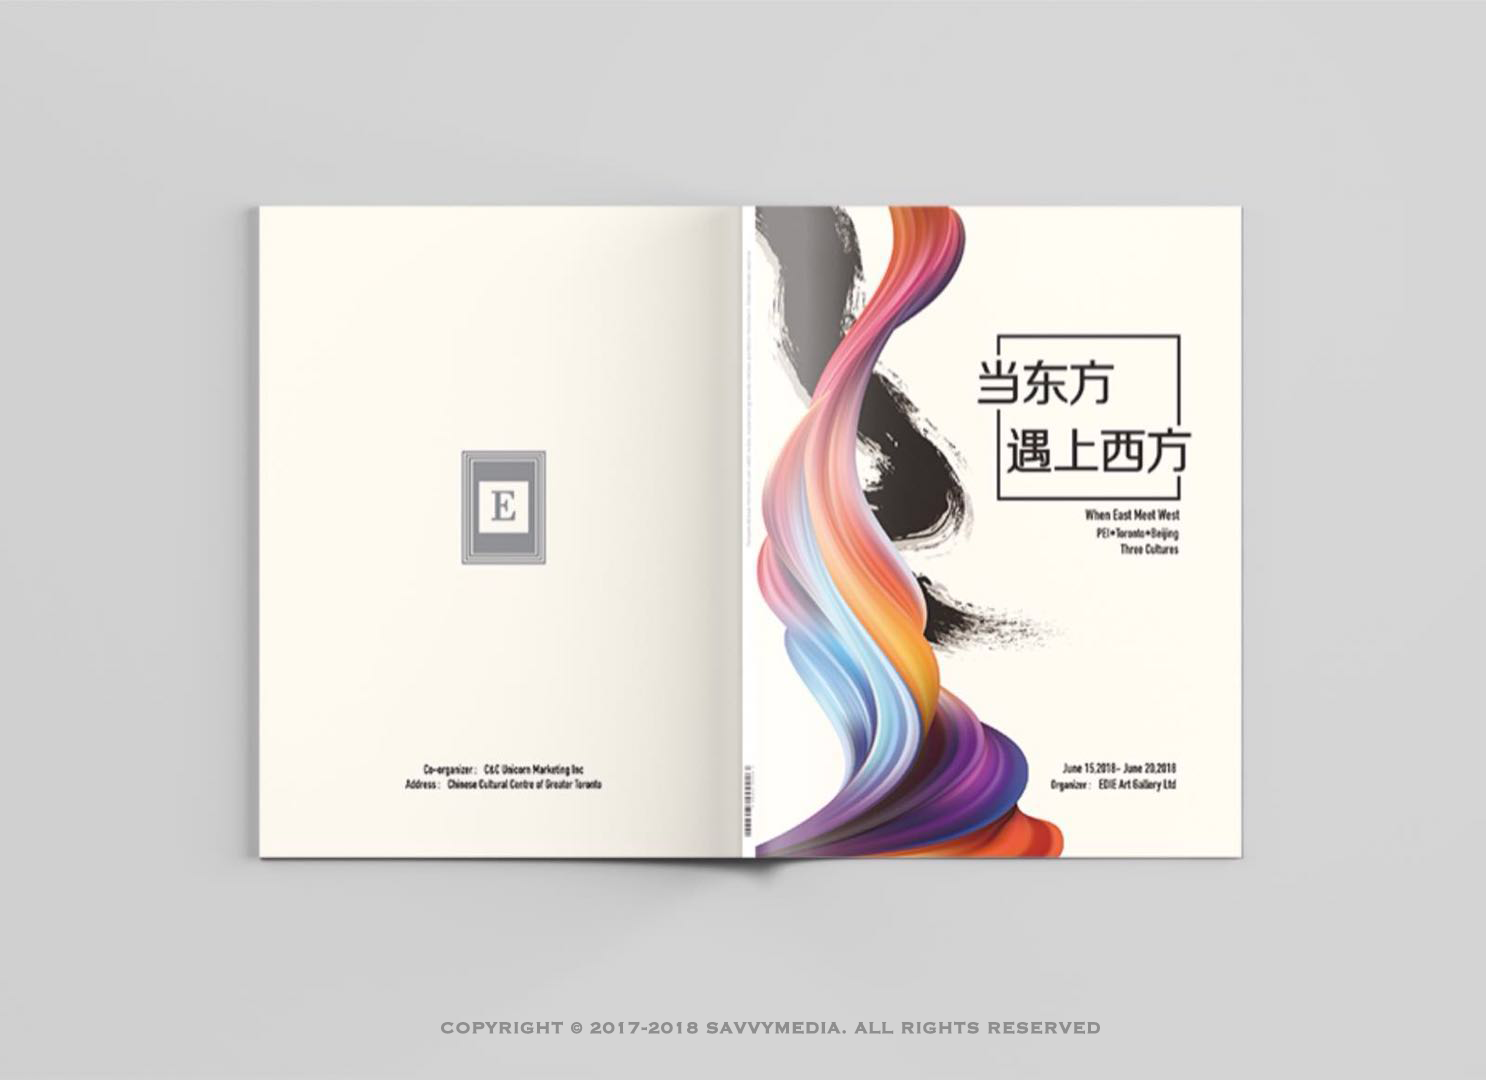 E
Co-organizer : C&C Unicorn Marketing Inc
Address : Chinese Cultural Centre of Greater Toronto
当东方
遇上西方
When East Meet West
PEI•Toronto•Beijing
Three Cultures
June 15,2018- June 20,2018
Organizer : EDIE Art Gallery Ltd
COPYRIGHT © 2017-2018 SAVVYMEDIA. ALL RIGHTS RESERVED